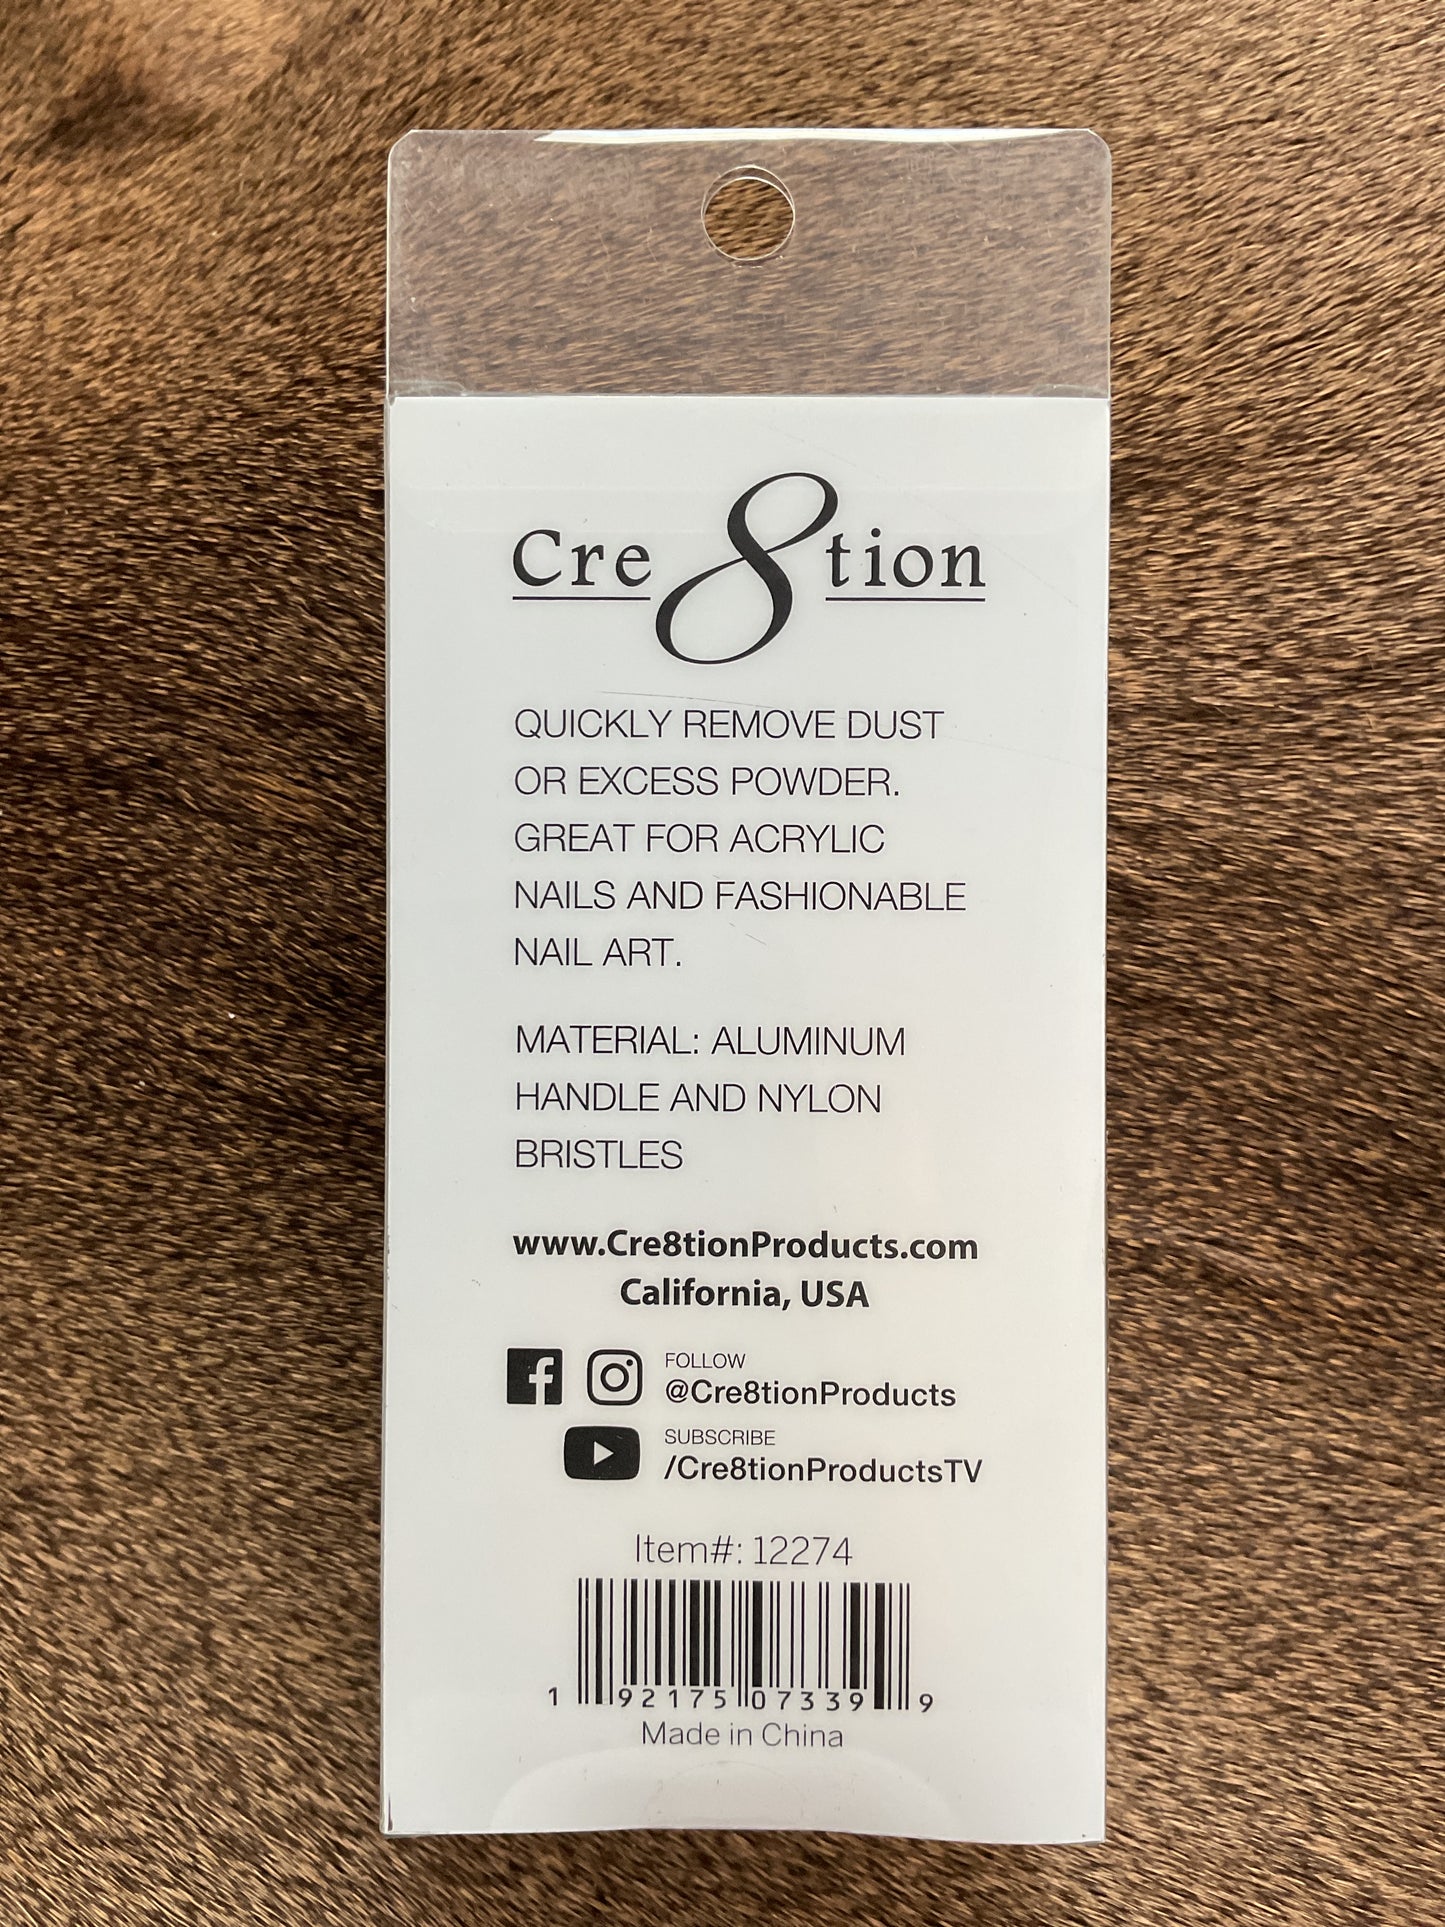 Cre8tion
QUICKLY REMOVE DUST
OR EXCESS POWDER.
GREAT FOR ACRYLIC
NAILS AND FASHIONABLE
NAIL ART.
MATERIAL: ALUMINUM
HANDLE AND NYLON
BRISTLES
www.Cre8tionProducts.com
California, USA
FOLLOW
@Cre8tionProducts
SUBSCRIBE
/Cre8tionProductsTV
Item#: 12274
1 92175 07339 9
Made in China